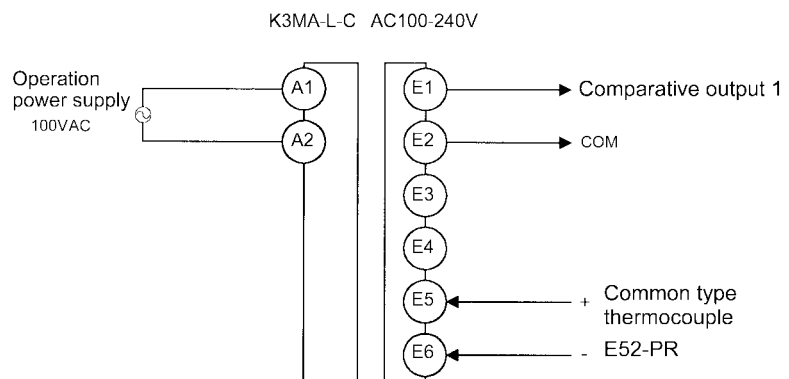 K3MA-L-C AC100-240V
Operation
power supply
100VAC
A1
A2
E1
Comparative output 1
E2
COM
E3
E4
E5
+ Common type
thermocouple
E6
- E52-PR